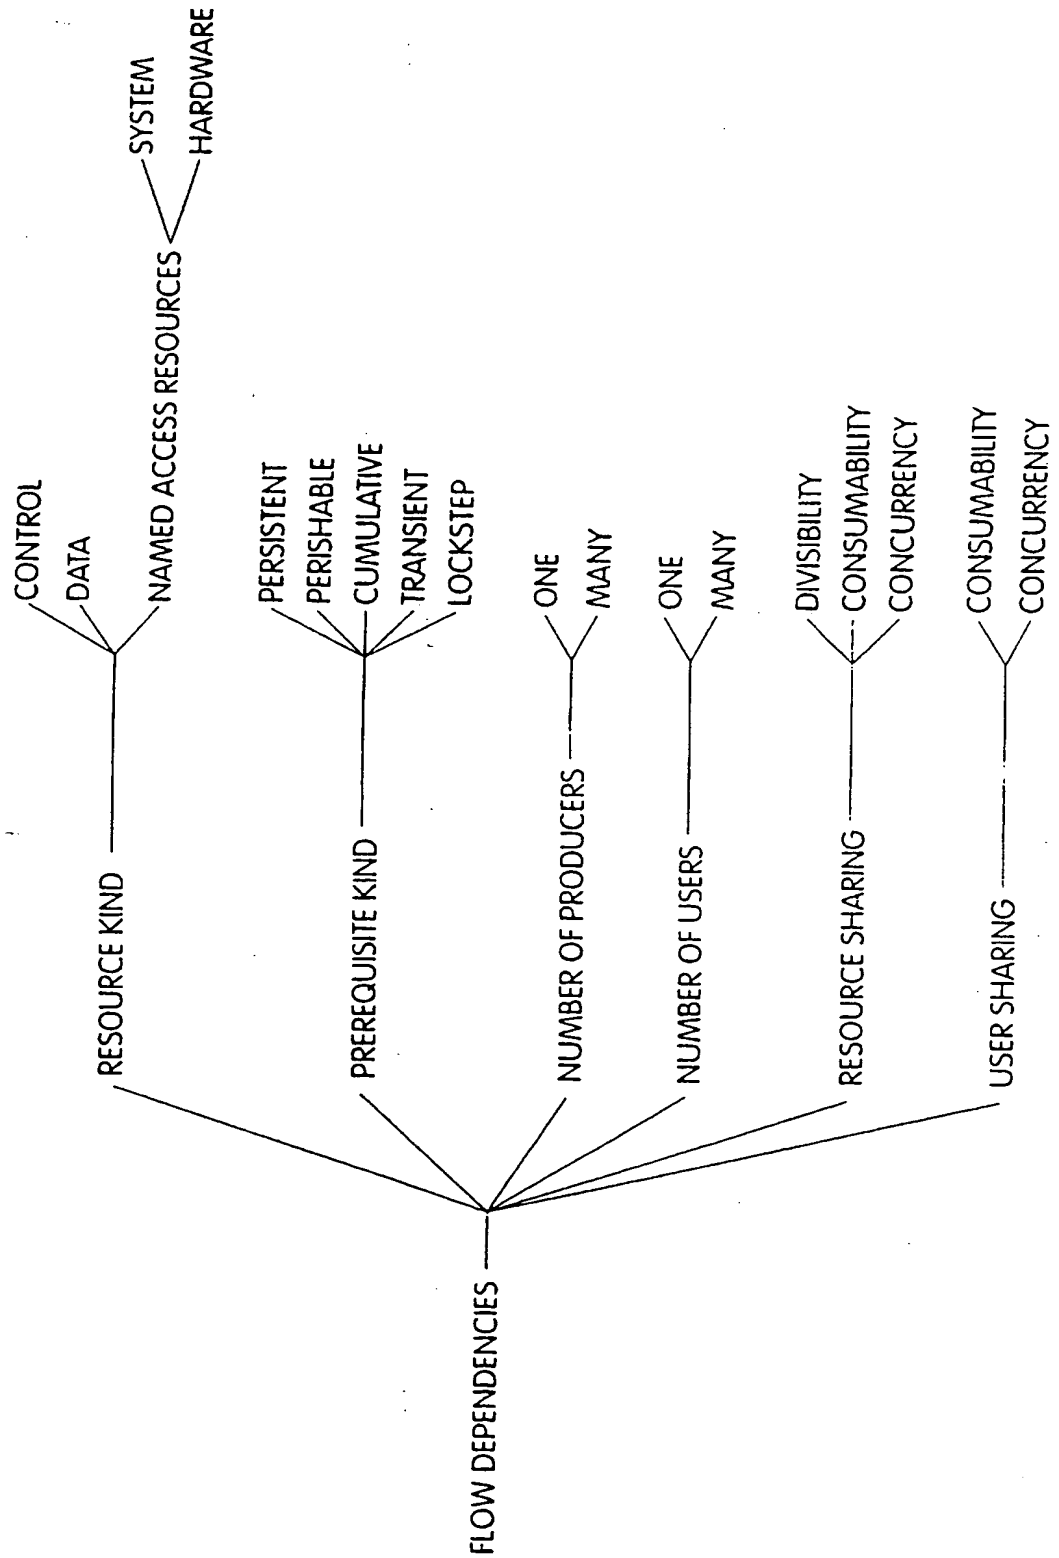 FLOW DEPENDENCIES
RESOURCE KIND
CONTROL
DATA
NAMED ACCESS RESOURCES
SYSTEM
HARDWARE
PREREQUISITE KIND
PERSISTENT
PERISHABLE
CUMULATIVE
TRANSIENT
LOCKSTEP
NUMBER OF PRODUCERS
ONE
MANY
NUMBER OF USERS
ONE
MANY
RESOURCE SHARING
DIVISIBILITY
CONSUMABILITY
CONCURRENCY
USER SHARING
CONSUMABILITY
CONCURRENCY